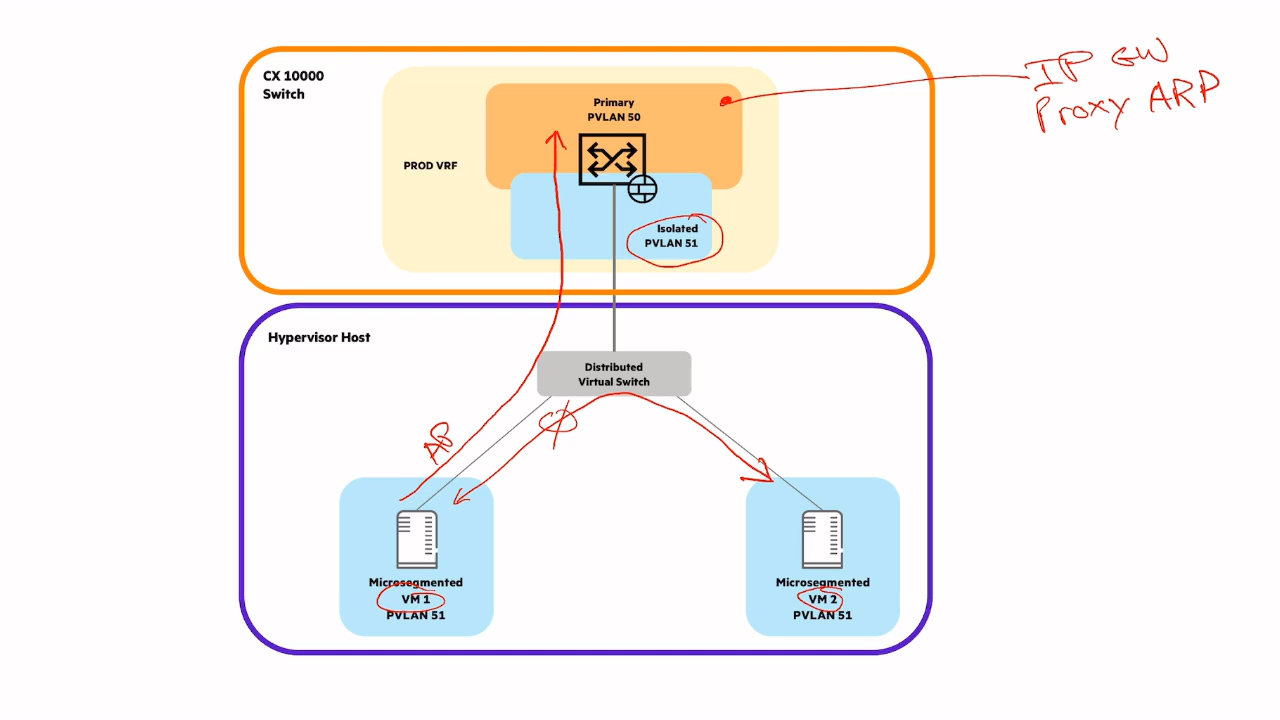 CX 10000
Switch
Primary
PVLAN 50
PROD VRF
Isolated
PVLAN 51
IP GW
Proxy ARP
Hypervisor Host
Distributed
Virtual Switch
Microsegmented
VM 1
PVLAN 51
Microsegmented
VM 2
PVLAN 51